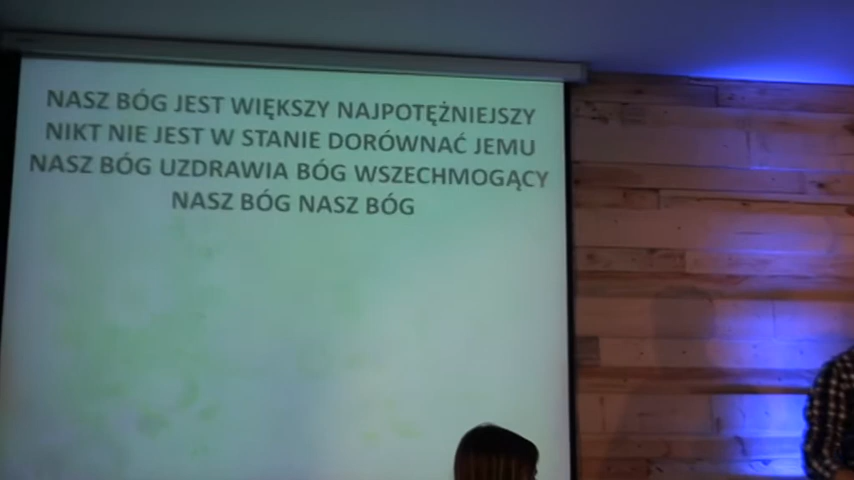 NASZ BÓG JEST WIĘKSZY NAJPOTĘŻNIEJSZY
NIKT NIE JEST W STANIE DORÓWNAĆ JEMU
NASZ BÓG UZDRAWIA BÓG WSZECHMOGĄCY
NASZ BÓG NASZ BÓG